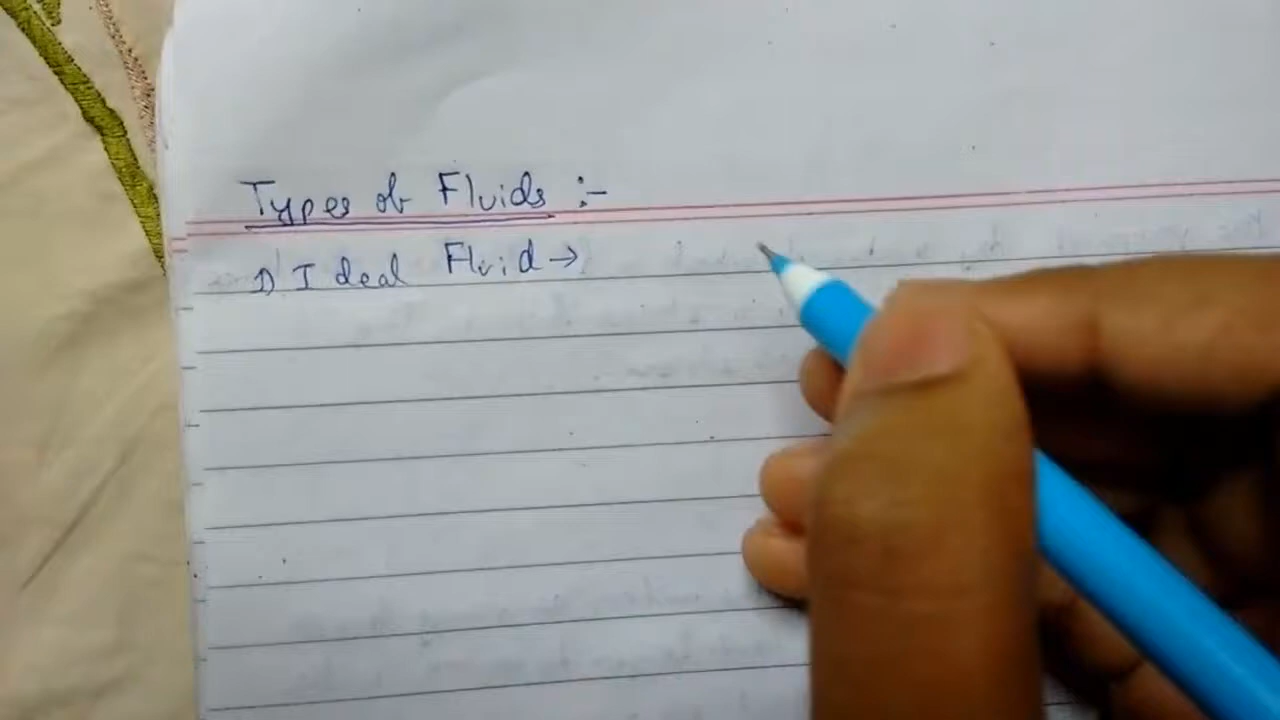 Types of Fluids :-
1) Ideal Fluid →